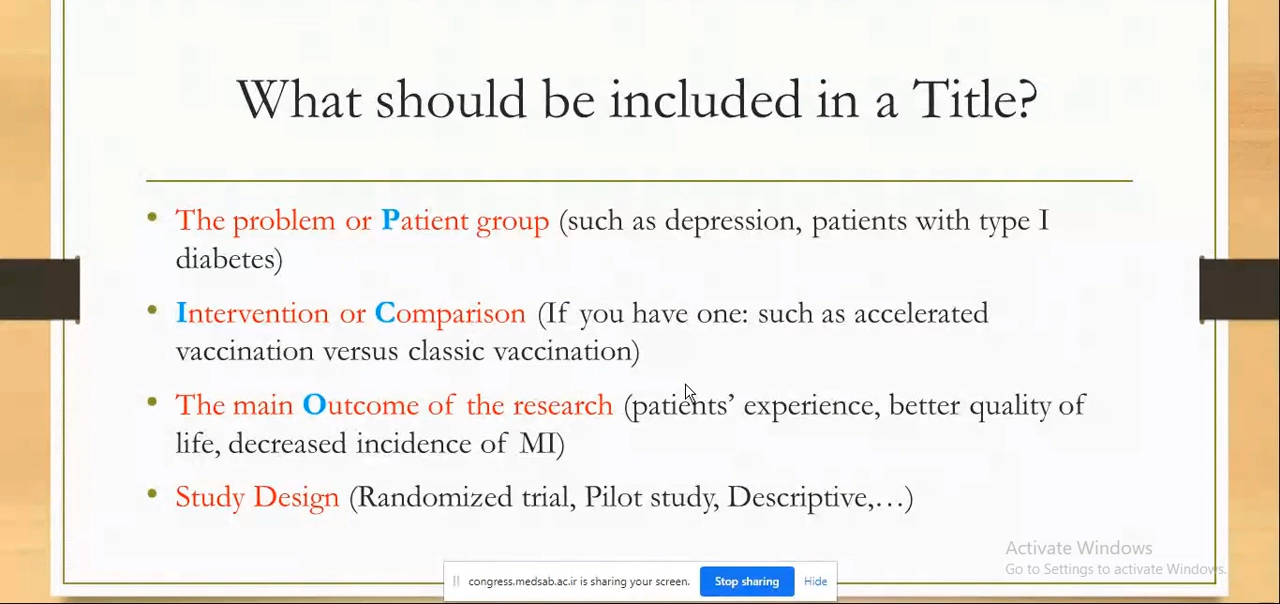 What should be included in a Title?
• The problem or Patient group (such as depression, patients with type I
diabetes)
• Intervention or Comparison (If you have one: such as accelerated
vaccination versus classic vaccination)
• The main Outcome of the research (patients’ experience, better quality of
life, decreased incidence of MI)
• Study Design (Randomized trial, Pilot study, Descriptive,…)
Activate Windows
Go to Settings to activate Windows.
congress.medsab.ac.ir is sharing your screen. Stop sharing Hide